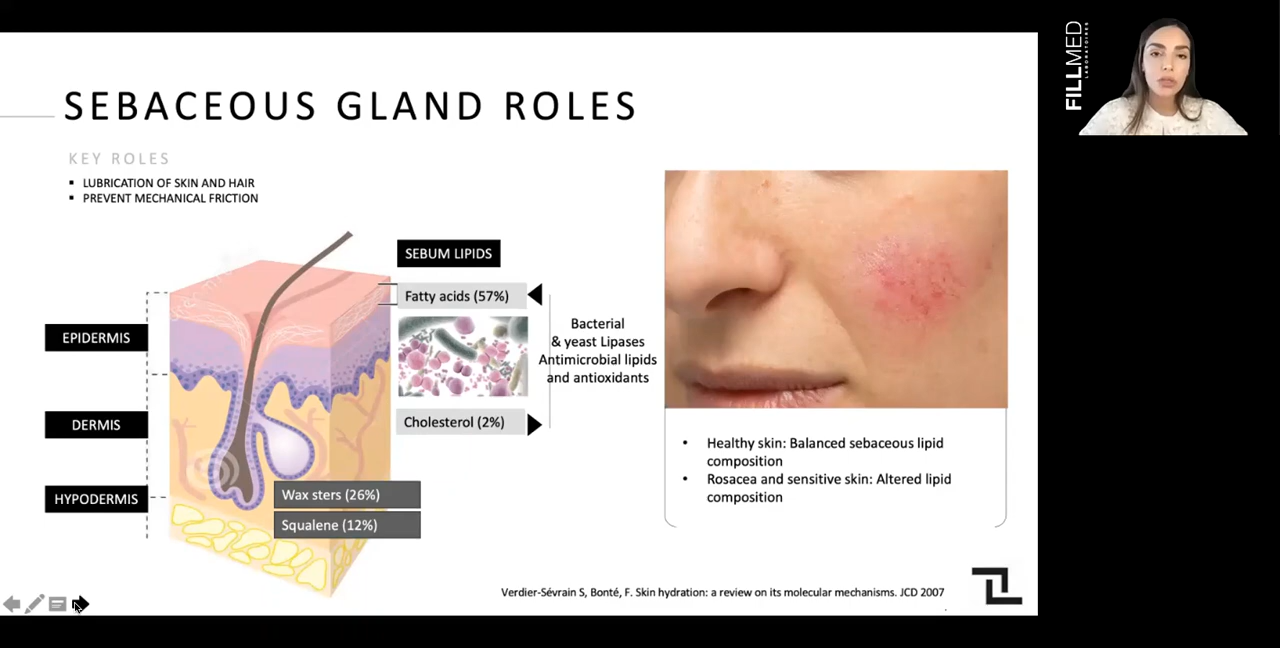 SEBACEOUS GLAND ROLES
KEY ROLES
▪ LUBRICATION OF SKIN AND HAIR
▪ PREVENT MECHANICAL FRICTION
SEBUM LIPIDS
Fatty acids (57%)
Bacterial
& yeast Lipases
Antimicrobial lipids
and antioxidants
Cholesterol (2%)
EPIDERMIS
DERMIS
HYPODERMIS
Wax sters (26%)
Squalene (12%)
• Healthy skin: Balanced sebaceous lipid
composition
• Rosacea and sensitive skin: Altered lipid
composition
Verdier-Sévrain S, Bonté, F. Skin hydration: a review on its molecular mechanisms. JCD 2007
FILLMED
LABORATOIRES